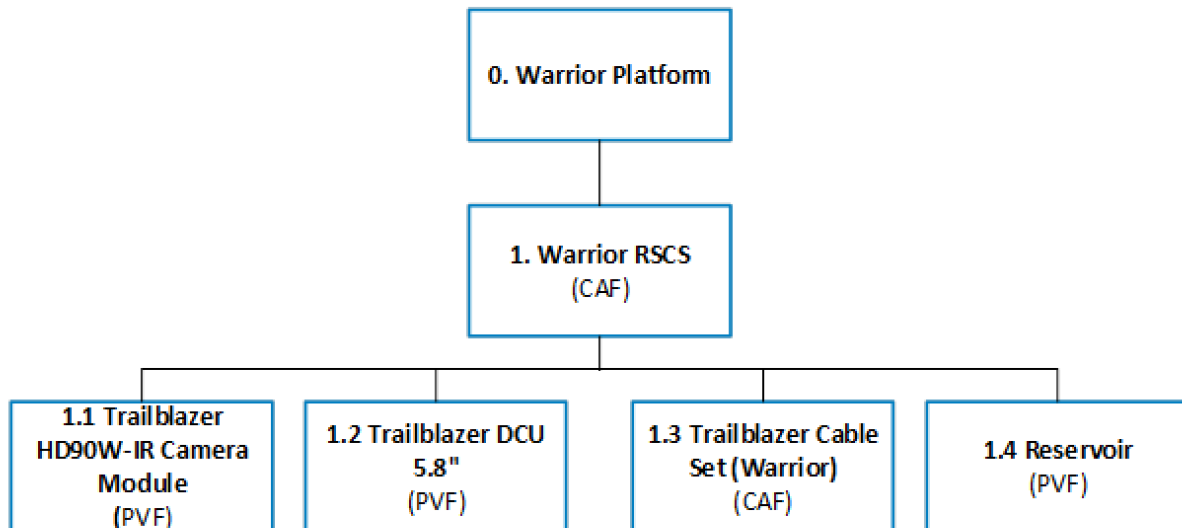 0. Warrior Platform
1. Warrior RSCS
(CAF)
1.1 Trailblazer
HD90W-IR Camera
Module
(PVF)
1.2 Trailblazer DCU
5.8"
(PVF)
1.3 Trailblazer Cable
Set (Warrior)
(CAF)
1.4 Reservoir
(PVF)